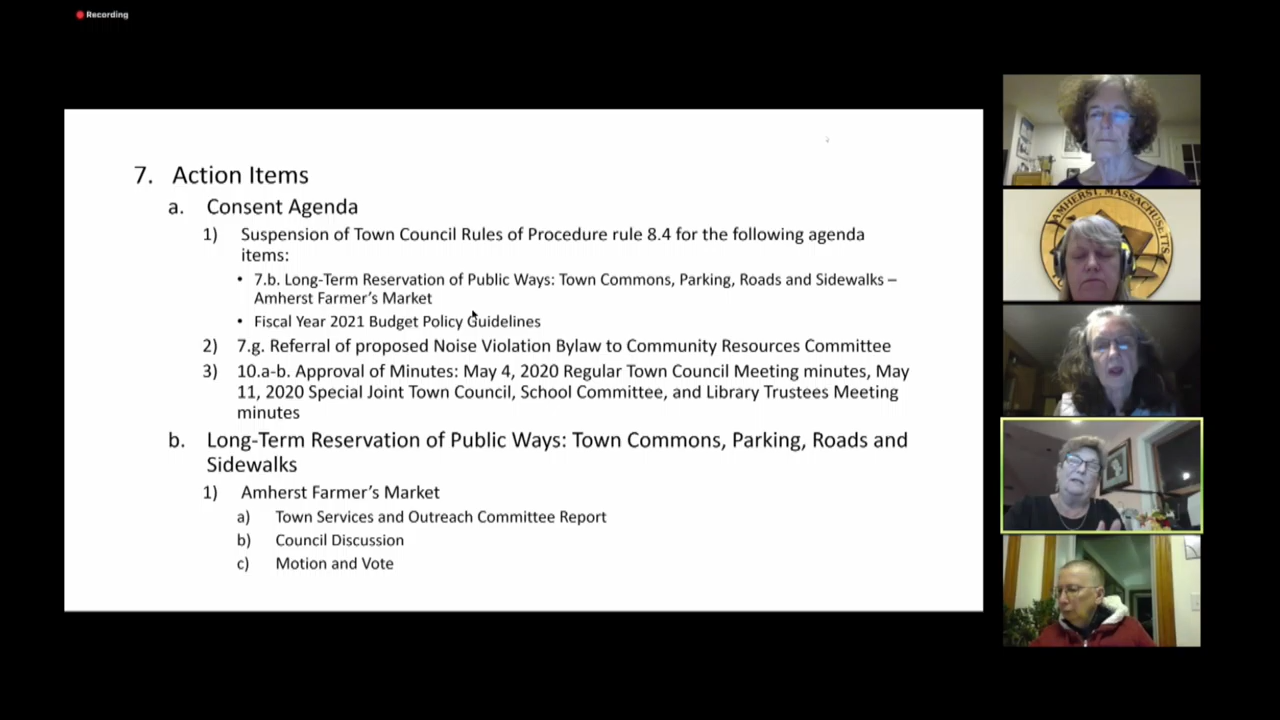 Recording
7. Action Items
a. Consent Agenda
1) Suspension of Town Council Rules of Procedure rule 8.4 for the following agenda
items:
• 7.b. Long-Term Reservation of Public Ways: Town Commons, Parking, Roads and Sidewalks –
Amherst Farmer's Market
• Fiscal Year 2021 Budget Policy Guidelines
2) 7.g. Referral of proposed Noise Violation Bylaw to Community Resources Committee
3) 10.a-b. Approval of Minutes: May 4, 2020 Regular Town Council Meeting minutes, May
11, 2020 Special Joint Town Council, School Committee, and Library Trustees Meeting
minutes
b. Long-Term Reservation of Public Ways: Town Commons, Parking, Roads and
Sidewalks
1) Amherst Farmer's Market
a) Town Services and Outreach Committee Report
b) Council Discussion
c) Motion and Vote
AMHERST, MASSACHUSETTS